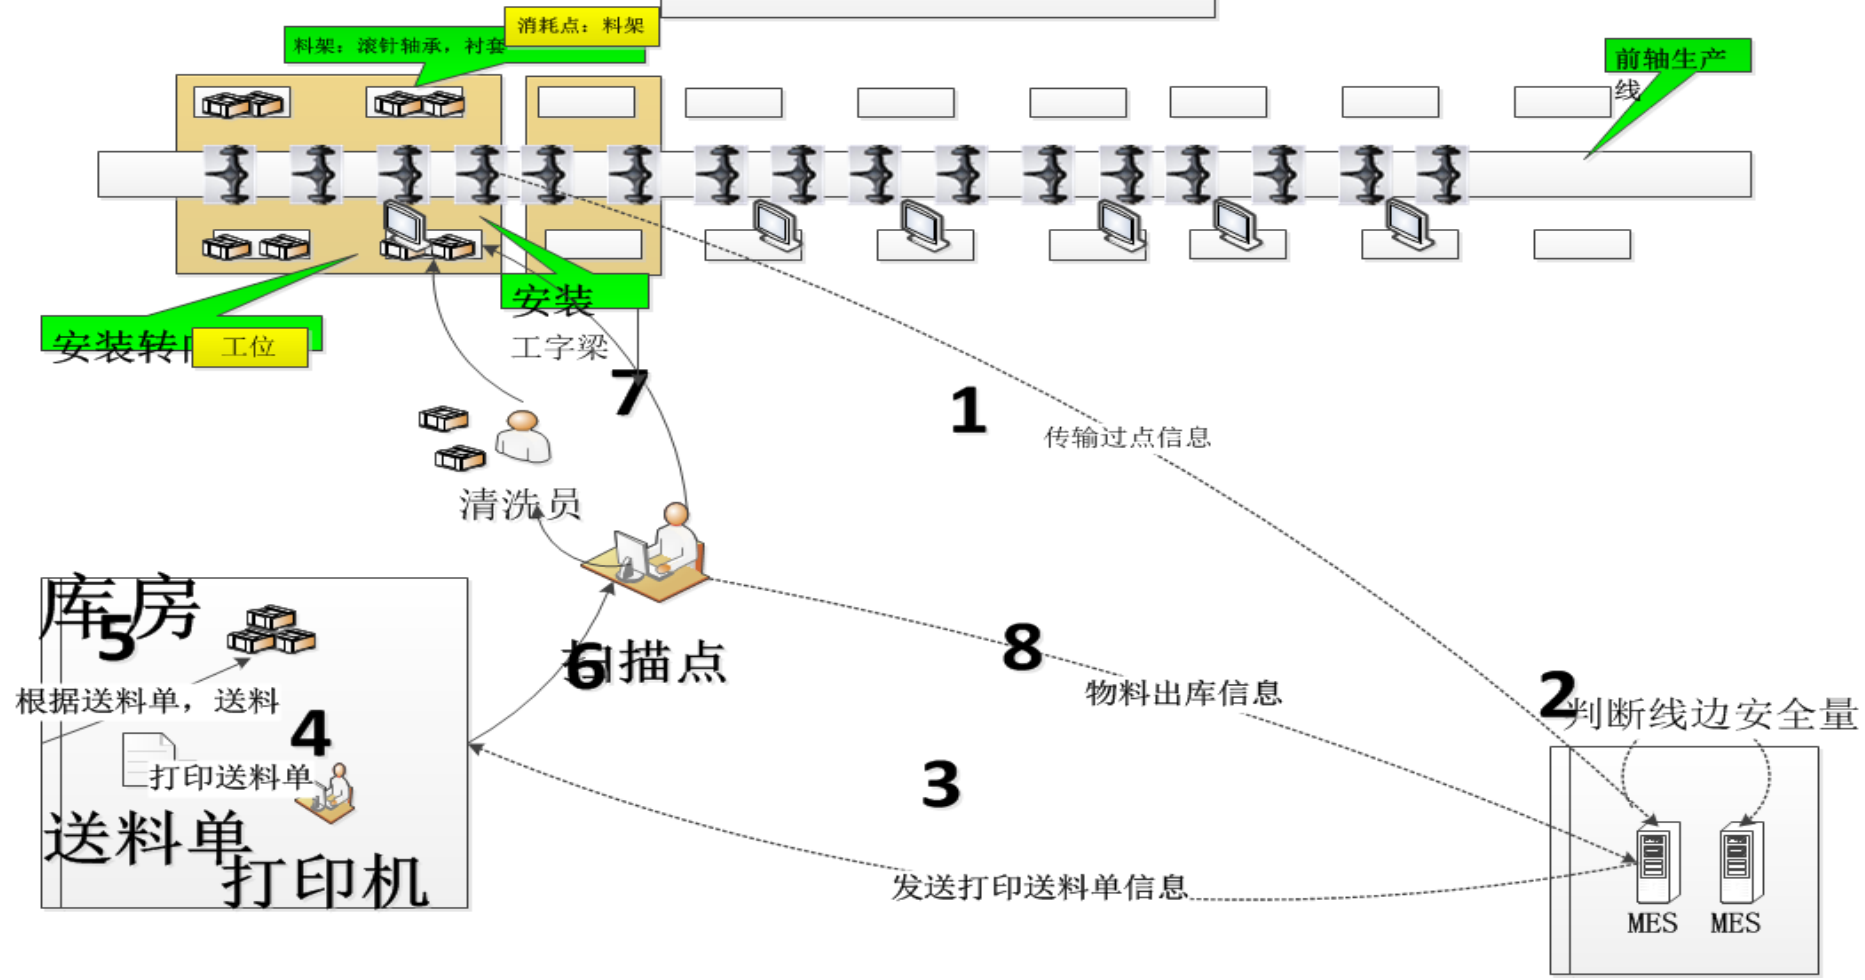 消耗点：料架
料架：滚针轴承，衬套
前轴生产
线
安装
工字梁
安装转
工位
7
1
传输过点信息
清洗员
库房
5
扫描点
6
8
物料出库信息
2
判断线边安全量
根据送料单，送料
4
打印送料单
3
送料单
打印机
发送打印送料单信息
MES
MES